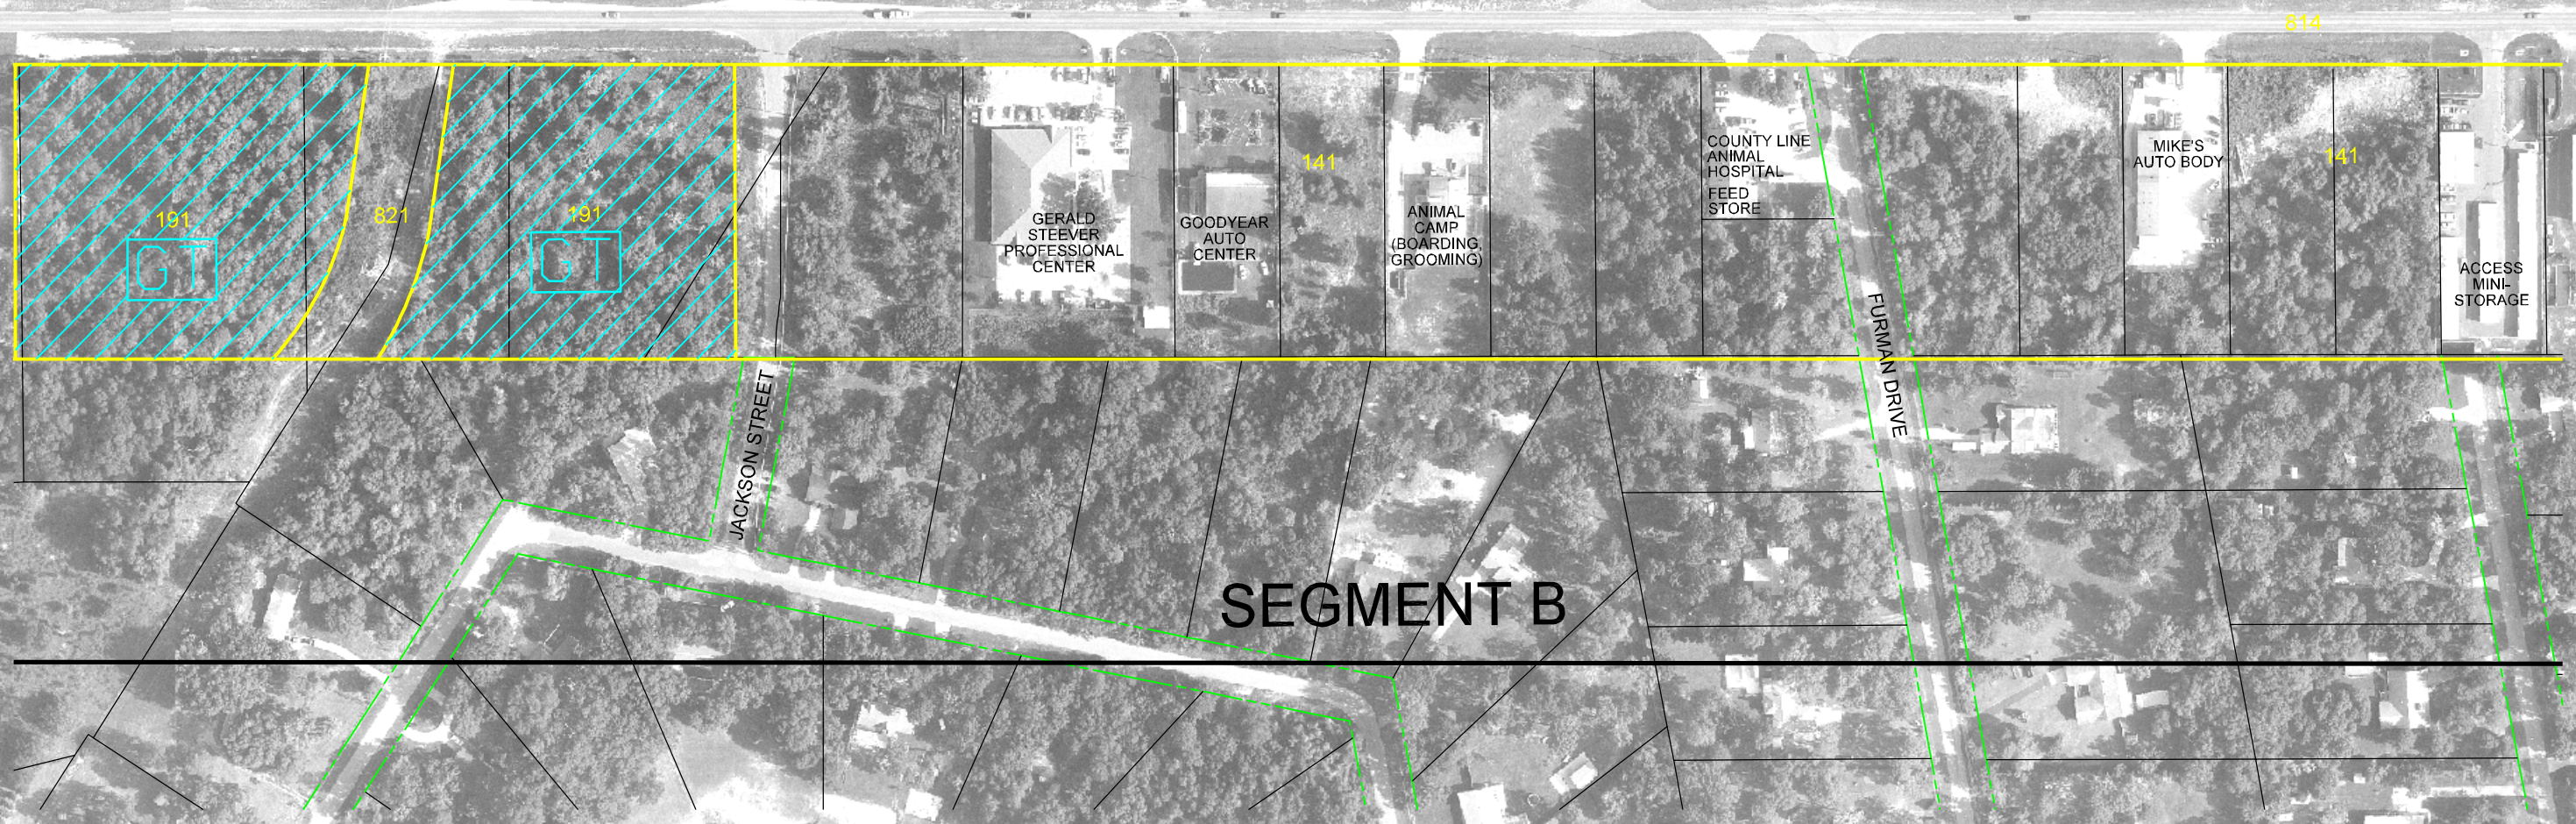 814
191
GT
821
191
GT
GERALD
STEEVER
PROFESSIONAL
CENTER
GOODYEAR
AUTO
CENTER
141
ANIMAL
CAMP
(BOARDING,
GROOMING)
COUNTY LINE
ANIMAL
HOSPITAL
FEED
STORE
MIKE'S
AUTO BODY
141
ACCESS
MINI-
STORAGE
FURMAN DRIVE
JACKSON STREET
SEGMENT B